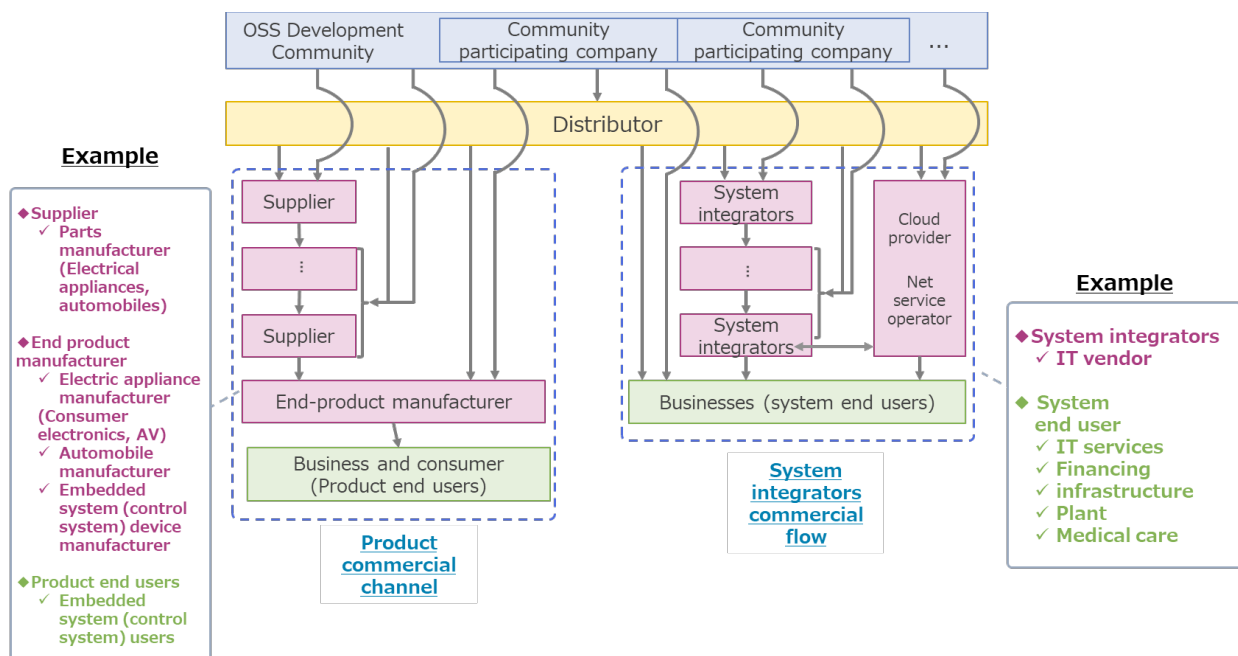 OSS Development
Community
Community
participating company
Community
participating company
...
Distributor
Example
◆Supplier
✓ Parts
manufacturer
(Electrical
appliances,
automobiles)
◆End product
manufacturer
✓ Electric appliance
manufacturer
(Consumer
electronics, AV)
✓ Automobile
manufacturer
✓ Embedded
system (control
system) device
manufacturer
◆Product end users
✓ Embedded
system (control
system) users
Supplier
⋮
Supplier
End-product manufacturer
Business and consumer
(Product end users)
Product
commercial
channel
System
integrators
⋮
System
integrators
Cloud
provider
Net
service
operator
Businesses (system end users)
System
integrators
commercial
flow
Example
◆System integrators
✓ IT vendor
◆ System
end user
✓ IT services
✓ Financing
✓ infrastructure
✓ Plant
✓ Medical care